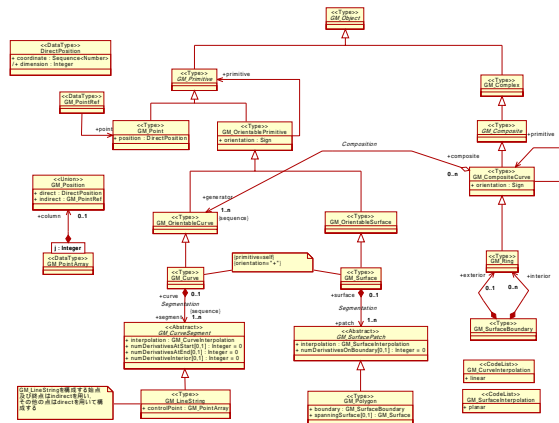 <<Type>>
GM_Object
<<DataType>>
DirectPosition
+ coordinate : Sequence<Number>
/+ dimension : Integer
<<Type>>
GM_Primitive
+primitive
<<Type>>
GM_Complex
<<DataType>>
GM_PointRef
+point
<<Type>>
GM_Point
+ position : DirectPosition
<<Type>>
GM_OrientablePrimitive
+ orientation : Sign
<<Type>>
GM_Composite
+primitive
Composition
+composite
0..n
<<Type>>
GM_CompositeCurve
+ orientation : Sign
<<Union>>
GM_Position
+ direct : DirectPosition
+ indirect : GM_PointRef
+column
0..1
j : Integer
<<DataType>>
GM_PointArray
+generator
1..n
(sequence)
<<Type>>
GM_OrientableCurve
<<Type>>
GM_OrientableSurface
{primitive=self}
{orientation="+"}
<<Type>>
GM_Curve
<<Type>>
GM_Surface
<<Type>>
GM_Ring
+exterior
0..1
+interior
0..n
<<Type>>
GM_SurfaceBoundary
+curve
0..1
Segmentation
(sequence)
+segment
1..n
+surface
0..1
Segmentation
+patch
1..n
<<Abstract>>
GM_CurveSegment
+ interpolation : GM_CurveInterpolation
+ numDerivativesAtStart[0,1] : Integer = 0
+ numDerivativesAtEnd[0,1] : Integer = 0
+ numDerivativeInterior[0,1] : Integer = 0
<<Abstract>>
GM_SurfacePatch
+ interpolation : GM_SurfaceInterpolation
+ numDerivativesOnBoundary[0,1] : Integer = 0
<<CodeList>>
GM_CurveInterpolation
+ linear
<<CodeList>>
GM_SurfaceInterpolation
+ planar
GM_LineStringを構成する始点
及び終点はindirectを用い、
その他の点はdirectを用いて構
成する
<<Type>>
GM_LineString
+ controlPoint : GM_PointArray
<<Type>>
GM_Polygon
+ boundary : GM_SurfaceBoundary
+ spanningSurface[0,1] : GM_Surface